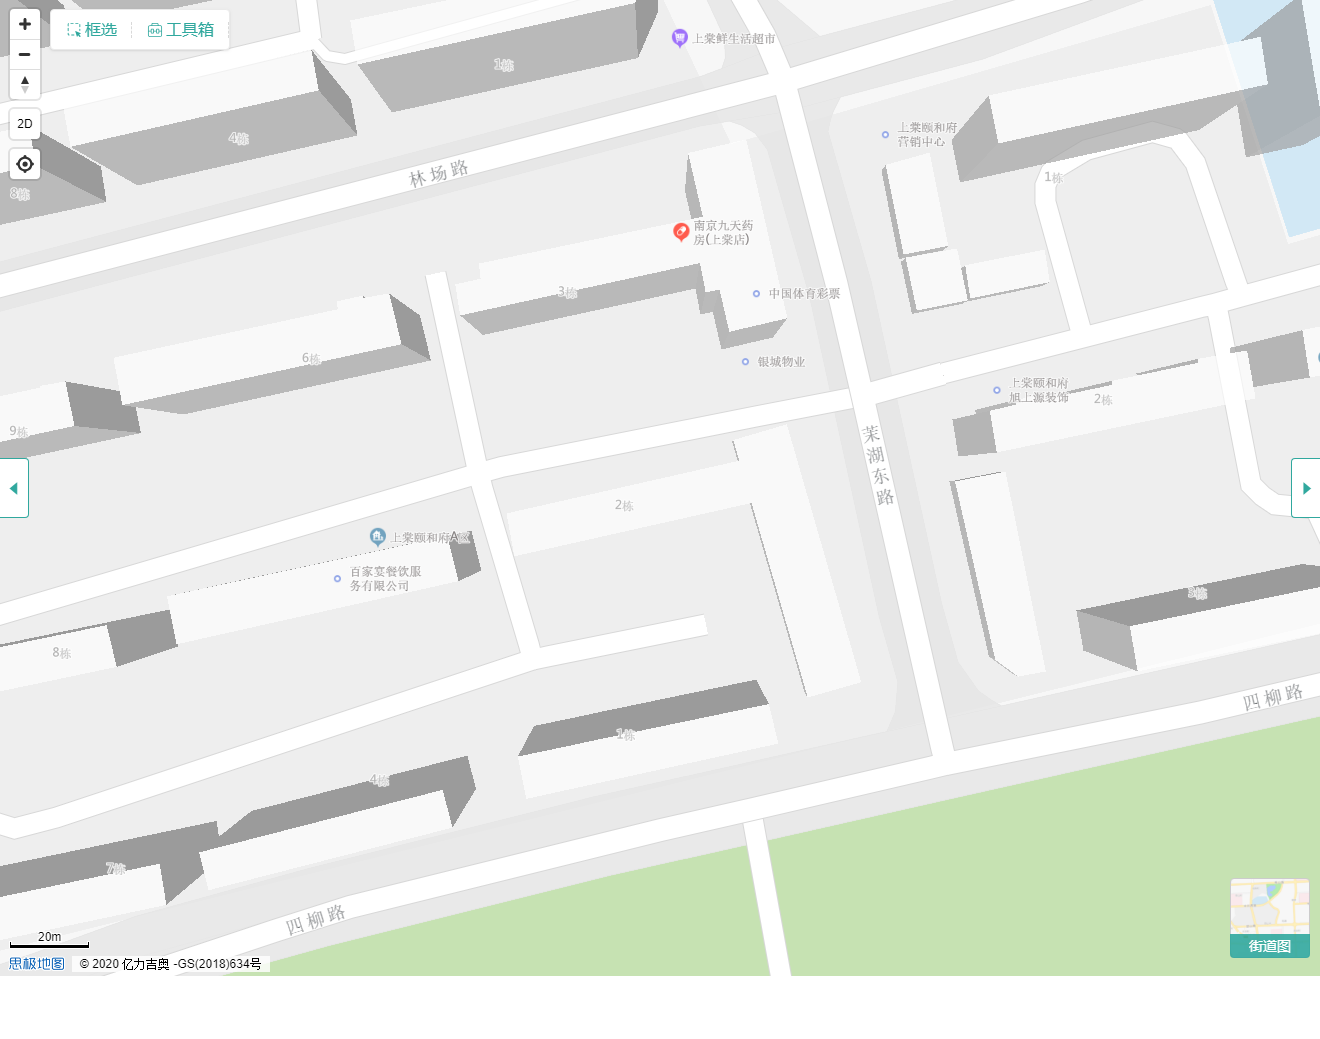 框选
工具箱
2D
上棠鲜生活超市
1栋
4栋
8栋
林场路
上棠颐和府
营销中心
1栋
南京九天药
房(上棠店)
中国体育彩票
3栋
银城物业
6栋
9栋
上棠颐和府
旭上源装饰
2栋
茉湖东路
2栋
上棠颐和府A区
百家宴餐饮服
务有限公司
8栋
3栋
四柳路
1栋
4栋
7栋
四柳路
20m
思极地图
© 2020 亿力吉奥 -GS(2018)634号
街道图